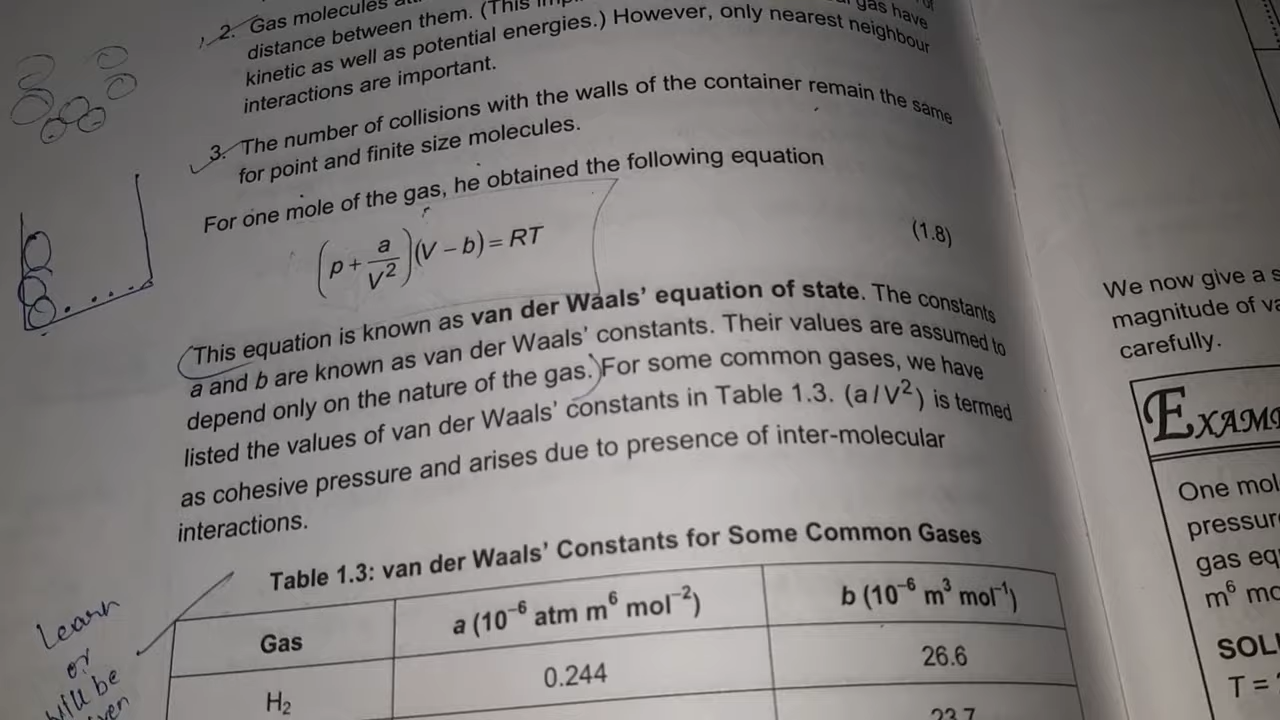 2. Gas molecules
distance between them. (This
gas have
kinetic as well as potential energies.) However, only nearest neighbour
interactions are important.
3. The number of collisions with the walls of the container remain the same
for point and finite size molecules.
For one mole of the gas, he obtained the following equation
(p + a/V²)(V – b) = RT (1.8)
This equation is known as van der Waals' equation of state. The constants
a and b are known as van der Waals' constants. Their values are assumed to
depend only on the nature of the gas. For some common gases, we have
listed the values of van der Waals' constants in Table 1.3. (a/V²) is termed
as cohesive pressure and arises due to presence of inter-molecular
interactions.
Table 1.3: van der Waals' Constants for Some Common Gases
Gas a (10⁻⁶ atm m⁶ mol⁻²) b (10⁻⁶ m³ mol⁻¹)
H₂ 0.244 26.6
23.7
Learn
or
will be
We now give a
magnitude of
carefully.
One
gas
m⁶
T =